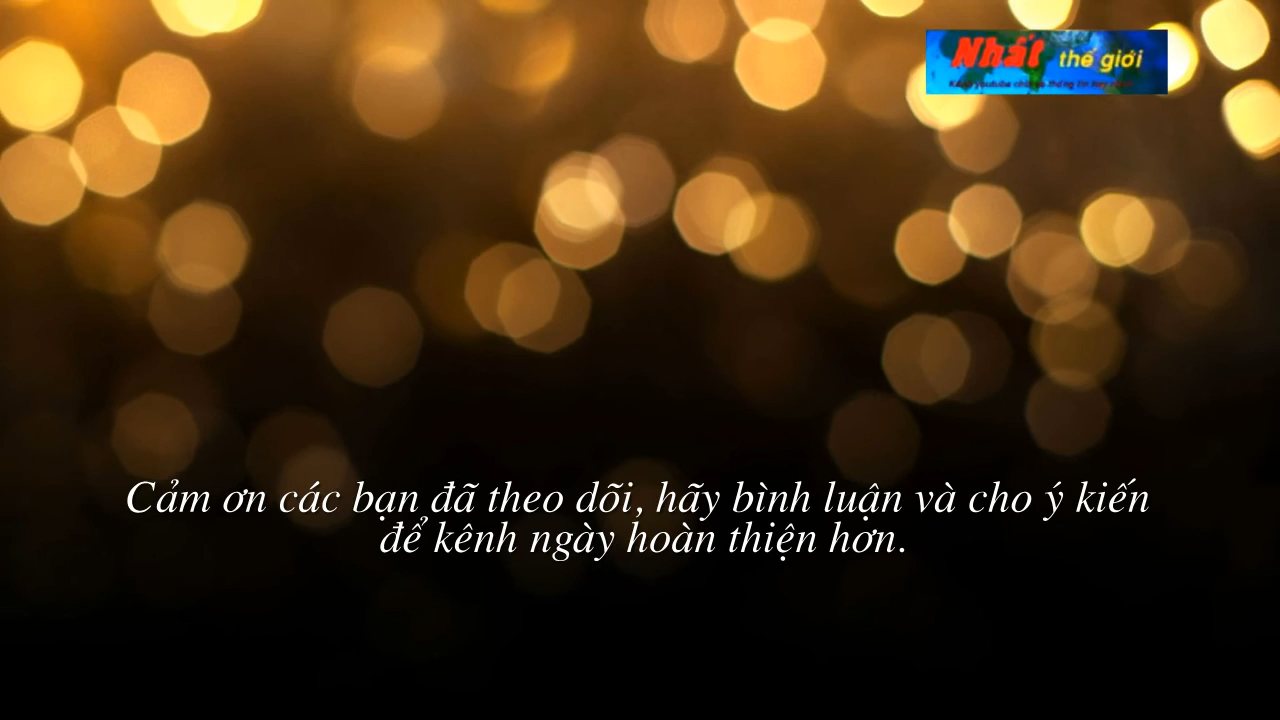 Nhất thế giới
Cảm ơn các bạn đã theo dõi, hãy bình luận và cho ý kiến
để kênh ngày hoàn thiện hơn.